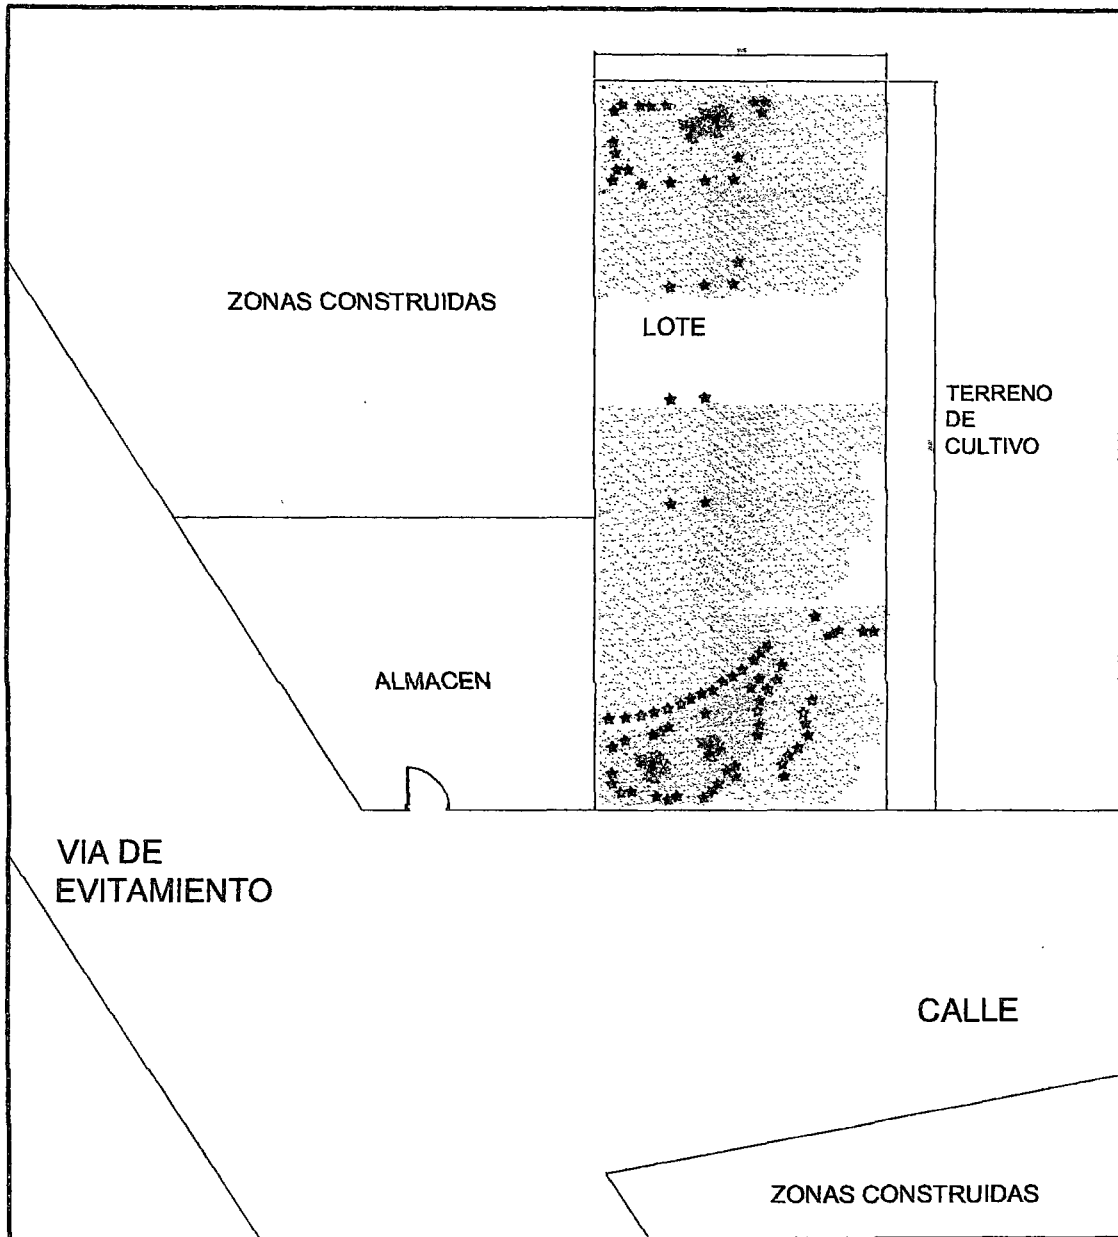 ZONAS CONSTRUIDAS
LOTE
TERRENO
DE
CULTIVO
ALMACEN
VIA DE
EVITAMIENTO
CALLE
ZONAS CONSTRUIDAS